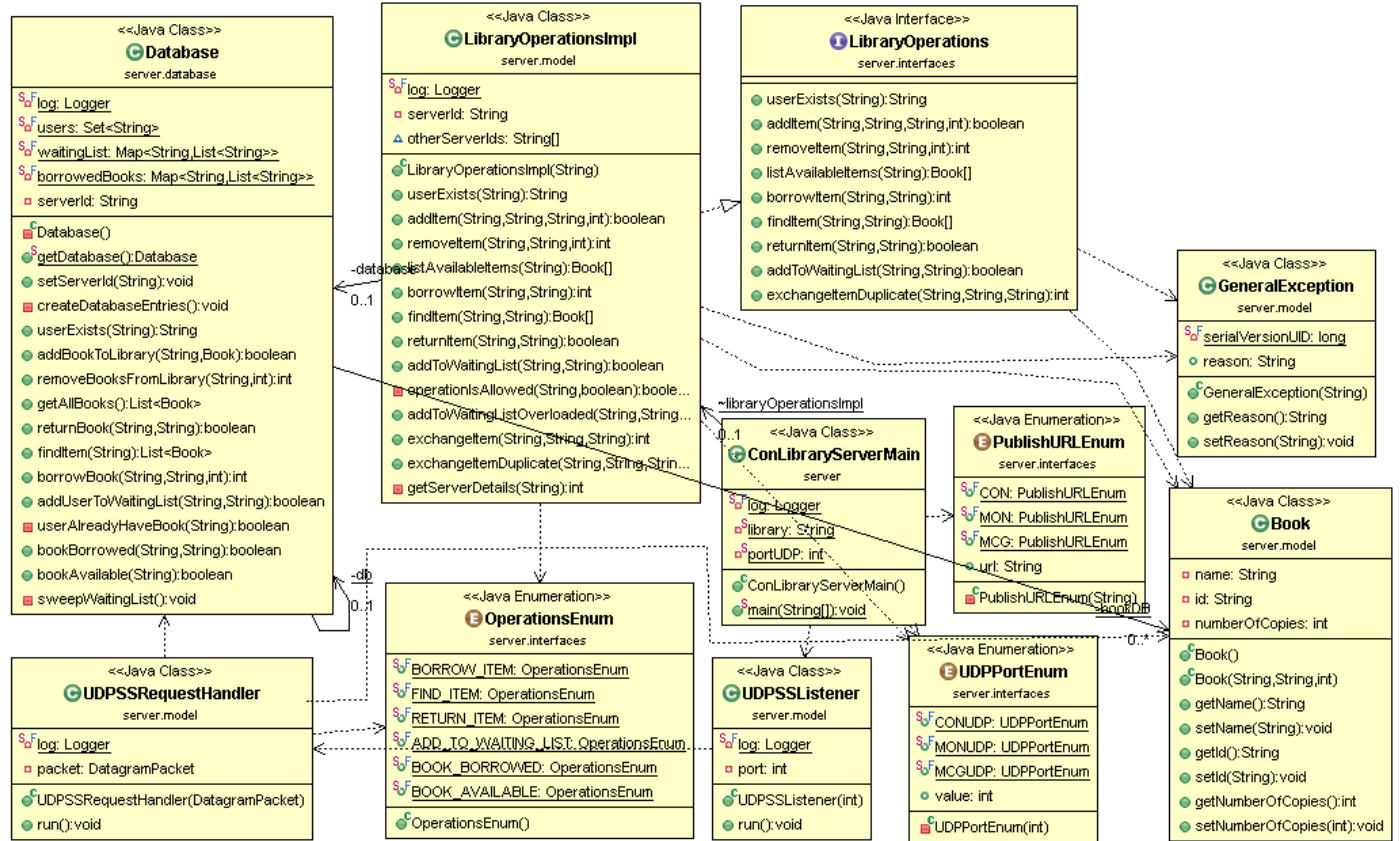 <<Java Class>>
Database
server.database
log: Logger
users: Set<String>
waitingList: Map<String,List<String>>
borrowedBooks: Map<String,List<String>>
serverId: String
Database()
getDatabase():Database
setServerId(String):void
createDatabaseEntries():void
userExists(String):String
addBookToLibrary(String,Book):boolean
removeBooksFromLibrary(String,int):int
getAllBooks():List<Book>
returnBook(String,String):boolean
findItem(String):List<Book>
borrowBook(String,String,int):int
addUserToWaitingList(String,String):boolean
userAlreadyHaveBook(String):boolean
bookBorrowed(String,String):boolean
bookAvailable(String):boolean
sweepWaitingList():void
<<Java Class>>
LibraryOperationsImpl
server.model
log: Logger
serverId: String
otherServerIds: String[]
LibraryOperationsImpl(String)
userExists(String):String
addItem(String,String,String,int):boolean
removeItem(String,String,int):int
listAvailableItems(String):Book[]
borrowItem(String):int
findItem(String,String):Book[]
returnItem(String,String):boolean
addToWaitingList(String,String):boolean
operationIsAllowed(String,boolean):boole...
addToWaitingListOverloaded(String,String...
exchangeItem(String,String,String):int
exchangeItemDuplicate(String,String,Strin...
getServerDetails(String):int
<<Java Interface>>
LibraryOperations
server.interfaces
userExists(String):String
addItem(String,String,String,int):boolean
removeItem(String,String,int):int
listAvailableItems(String):Book[]
borrowItem(String):int
findItem(String,String):Book[]
returnItem(String,String):boolean
addToWaitingList(String,String):boolean
exchangeItemDuplicate(String,String,String):int
<<Java Class>>
GeneralException
server.model
serialVersionUID: long
reason: String
GeneralException(String)
getReason():String
setReason(String):void
-database
0..1
~libraryOperationsImpl
0..1
<<Java Class>>
ConLibraryServerMain
server
log: Logger
library: String
portUDP: int
ConLibraryServerMain()
main(String[]):void
<<Java Enumeration>>
PublishURLEnum
server.interfaces
CON: PublishURLEnum
MON: PublishURLEnum
MCG: PublishURLEnum
url: String
PublishURLEnum(String)
<<Java Class>>
Book
server.model
name: String
id: String
numberOfCopies: int
Book()
Book(String,String,int)
getName():String
setName(String):void
getId():String
setId(String):void
getNumberOfCopies():int
setNumberOfCopies(int):void
-db
0..1
-bookDB
0..*
<<Java Class>>
UDPSSRequestHandler
server.model
log: Logger
packet: DatagramPacket
UDPSSRequestHandler(DatagramPacket)
run():void
<<Java Enumeration>>
OperationsEnum
server.interfaces
BORROW_ITEM: OperationsEnum
FIND_ITEM: OperationsEnum
RETURN_ITEM: OperationsEnum
ADD_TO_WAITING_LIST: OperationsEnum
BOOK_BORROWED: OperationsEnum
BOOK_AVAILABLE: OperationsEnum
OperationsEnum()
<<Java Class>>
UDPSSListener
server.model
log: Logger
port: int
UDPSSListener(int)
run():void
<<Java Enumeration>>
UDPPortEnum
server.interfaces
CONUDP: UDPPortEnum
MONUDP: UDPPortEnum
MCGUDP: UDPPortEnum
value: int
UDPPortEnum(int)